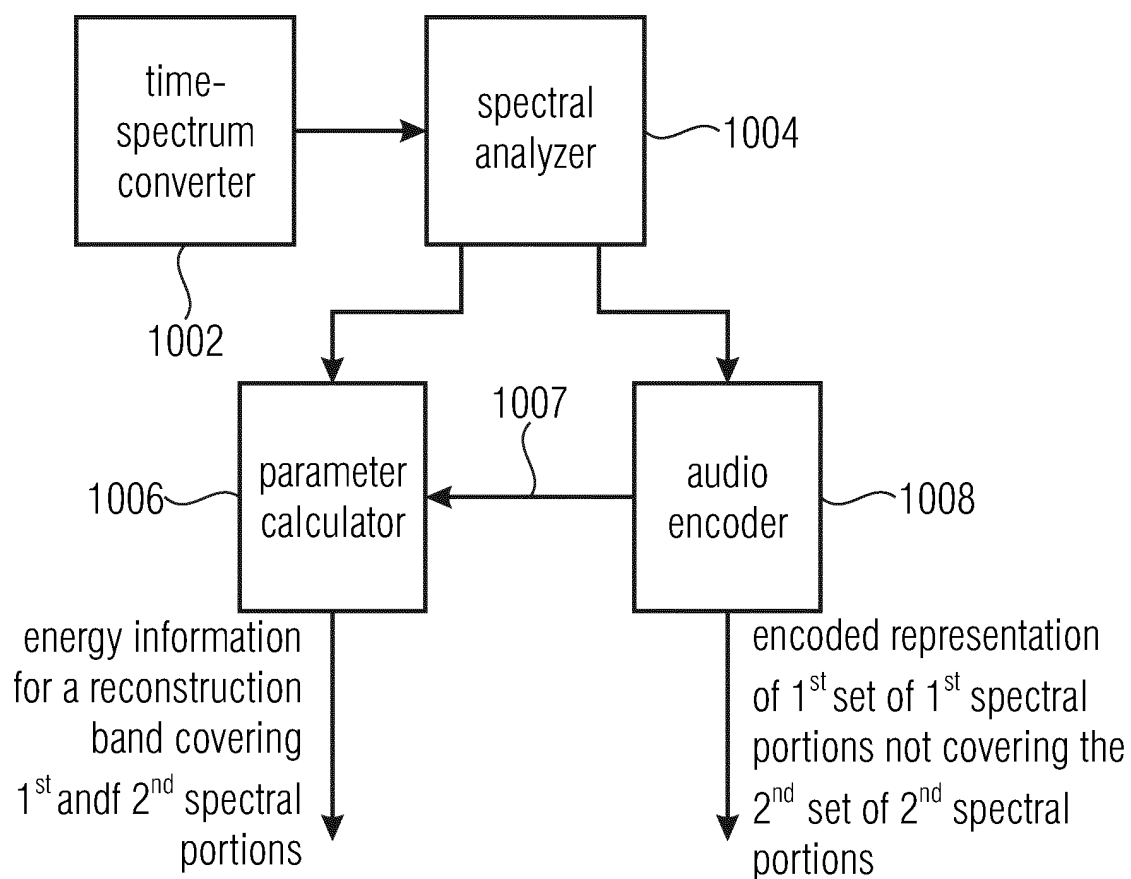 time-
spectrum
converter
spectral
analyzer
1004
1002
1007
parameter
calculator
1006
audio
encoder
1008
energy information
for a reconstruction
band covering
1st andf 2nd spectral
portions
encoded representation
of 1st set of 1st spectral
portions not covering the
2nd set of 2nd spectral
portions